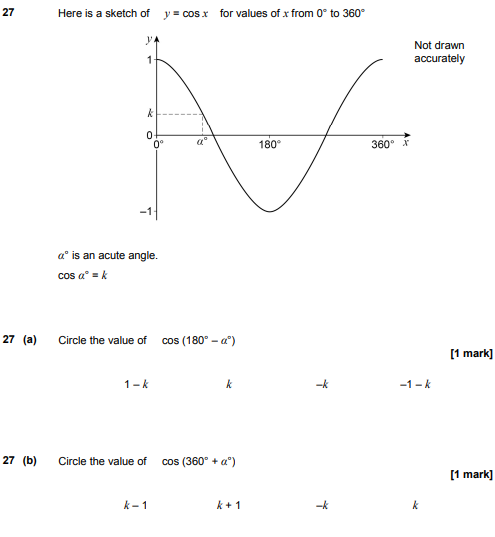 27 Here is a sketch of y = cos x for values of x from 0° to 360°
Not drawn
accurately
y
1
k
0
0° α° 180° 360° x
–1
α° is an acute angle.
cos α° = k
27 (a) Circle the value of cos (180° – α°)
[1 mark]
1 – k k –k –1 – k
27 (b) Circle the value of cos (360° + α°)
[1 mark]
k – 1 k + 1 –k k